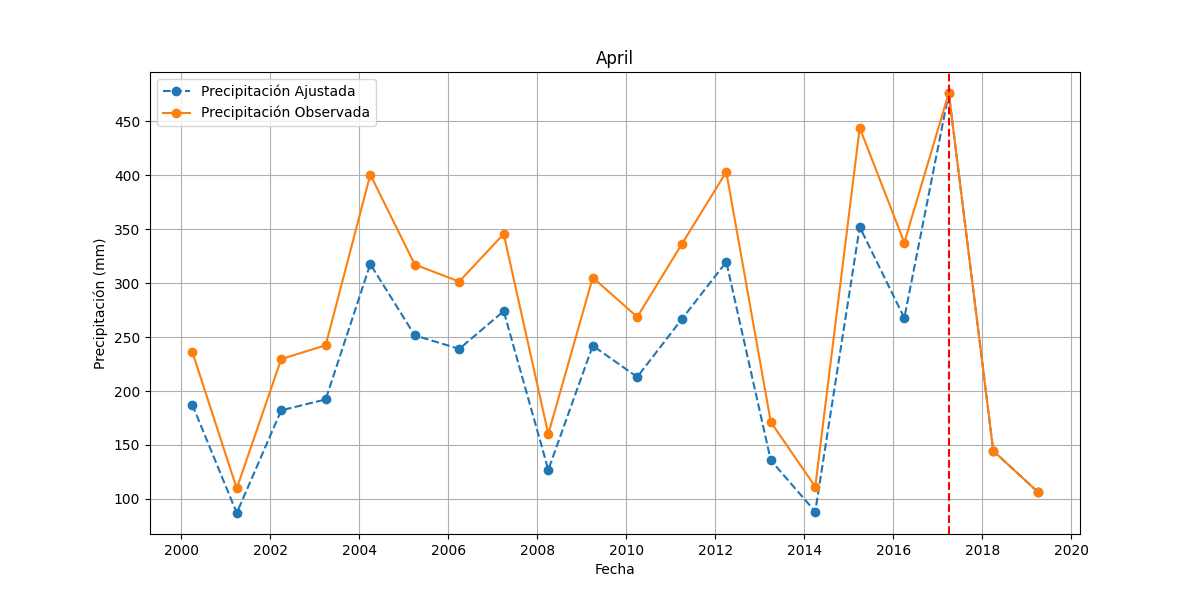 April
Precipitación Ajustada
Precipitación Observada
Precipitación (mm)
450
400
350
300
250
200
150
100
2000 2002 2004 2006 2008 2010 2012 2014 2016 2018 2020
Fecha